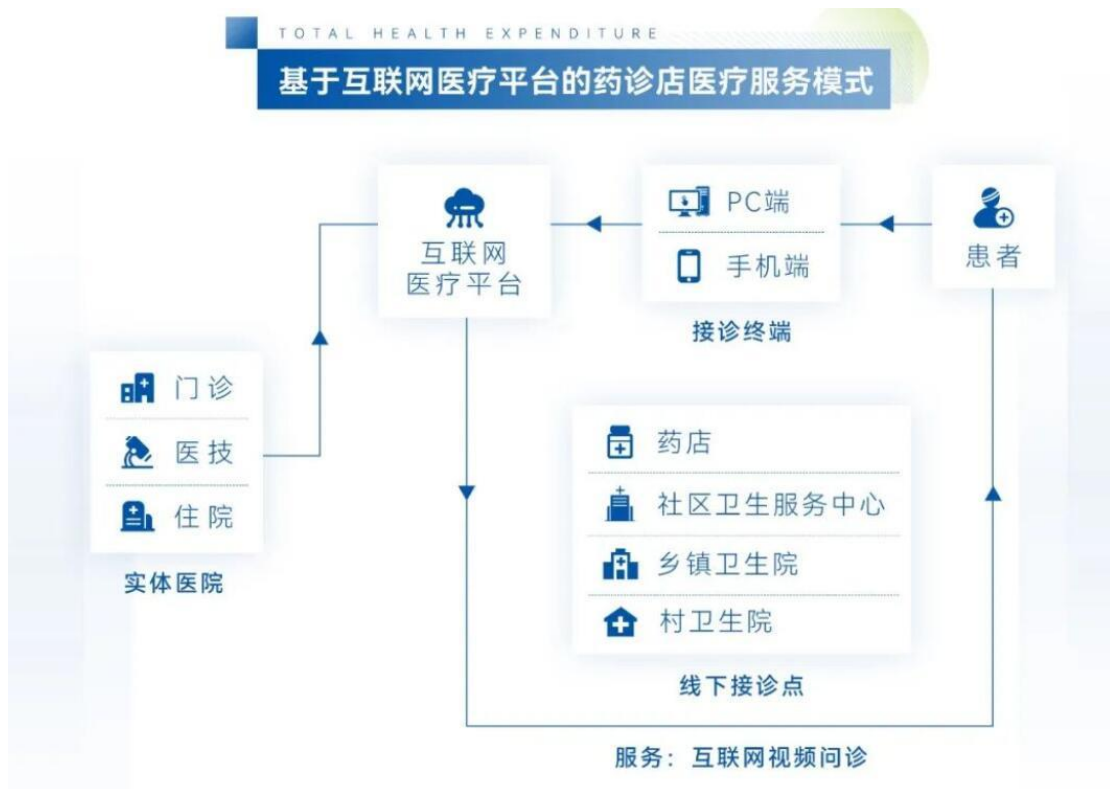 TOTAL HEALTH EXPENDITURE
基于互联网医疗平台的药诊店医疗服务模式
互联网
医疗平台
PC端
手机端
接诊终端
患者
门诊
医技
住院
实体医院
药店
社区卫生服务中心
乡镇卫生院
村卫生院
线下接诊点
服务：互联网视频问诊